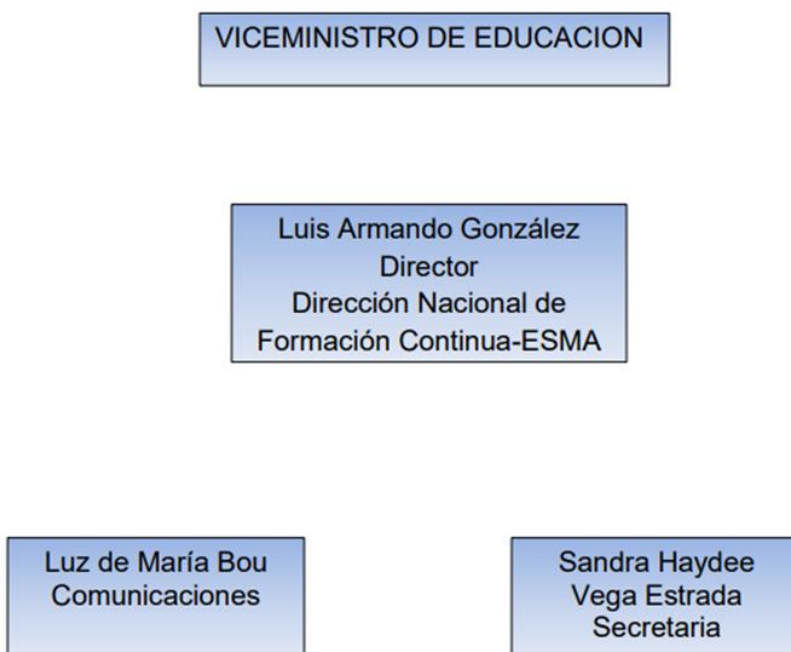 VICEMINISTRO DE EDUCACION
Luis Armando González
Director
Dirección Nacional de
Formación Continua-ESMA
Luz de María Bou
Comunicaciones
Sandra Haydee
Vega Estrada
Secretaria